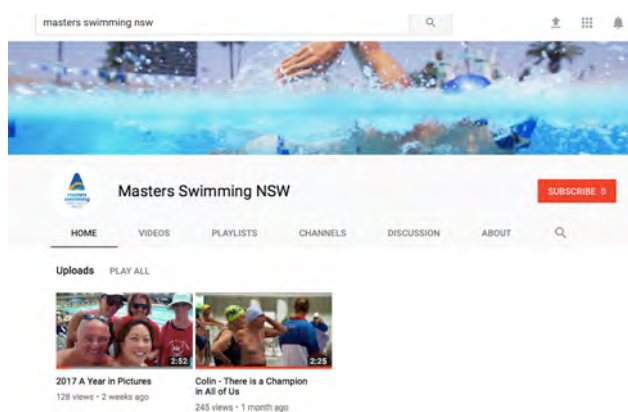 masters swimming nsw
masters
swimming
Masters Swimming NSW
SUBSCRIBE 0
HOME VIDEOS PLAYLISTS CHANNELS DISCUSSION ABOUT
Uploads PLAY ALL
2:52
2:25
2017 A Year in Pictures
128 views • 2 weeks ago
Colin - There is a Champion
in All of Us
245 views • 1 month ago